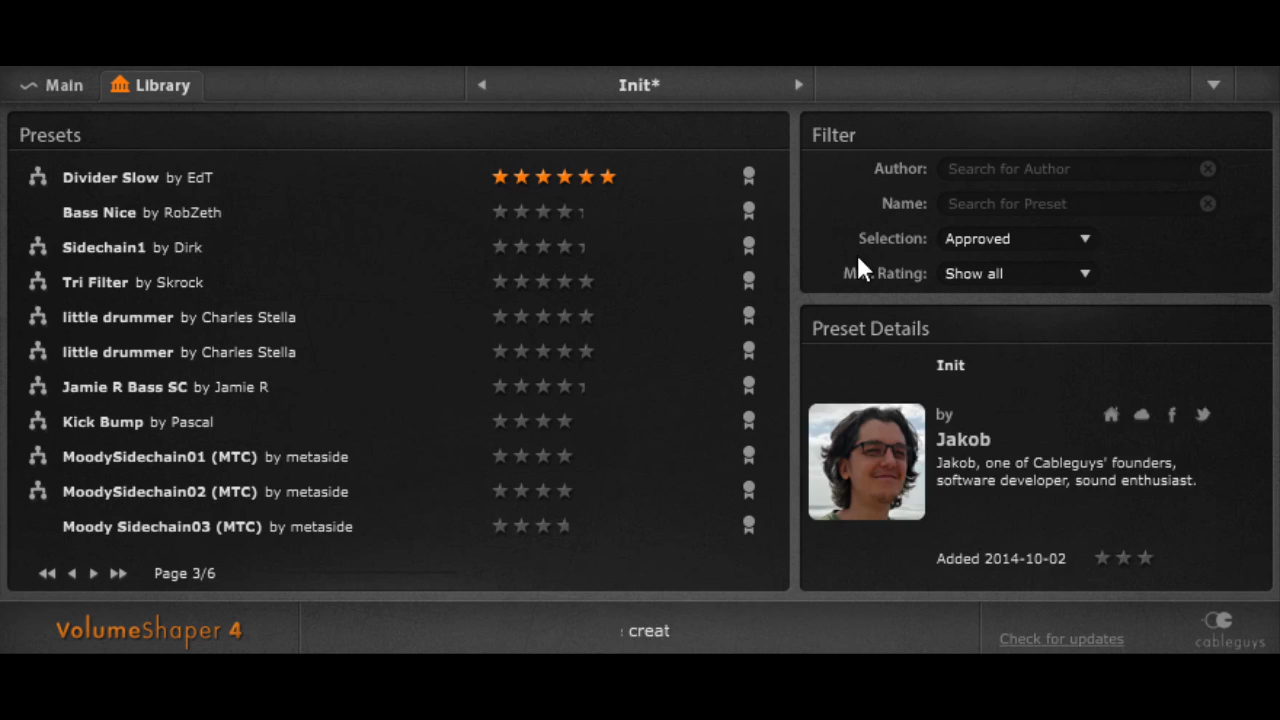 Main
Library
Init*
Presets
Divider Slow by EdT
Bass Nice by RobZeth
Sidechain1 by Dirk
Tri Filter by Skrock
little drummer by Charles Stella
little drummer by Charles Stella
Jamie R Bass SC by Jamie R
Kick Bump by Pascal
MoodySidechain01 (MTC) by metaside
MoodySidechain02 (MTC) by metaside
Moody Sidechain03 (MTC) by metaside
Page 3/6
Filter
Author: Search for Author
Name: Search for Preset
Selection: Approved
Rating: Show all
Preset Details
Init
by
Jakob
Jakob, one of Cableguys' founders,
software developer, sound enthusiast.
Added 2014-10-02
VolumeShaper 4
creat
Check for updates
cableguys